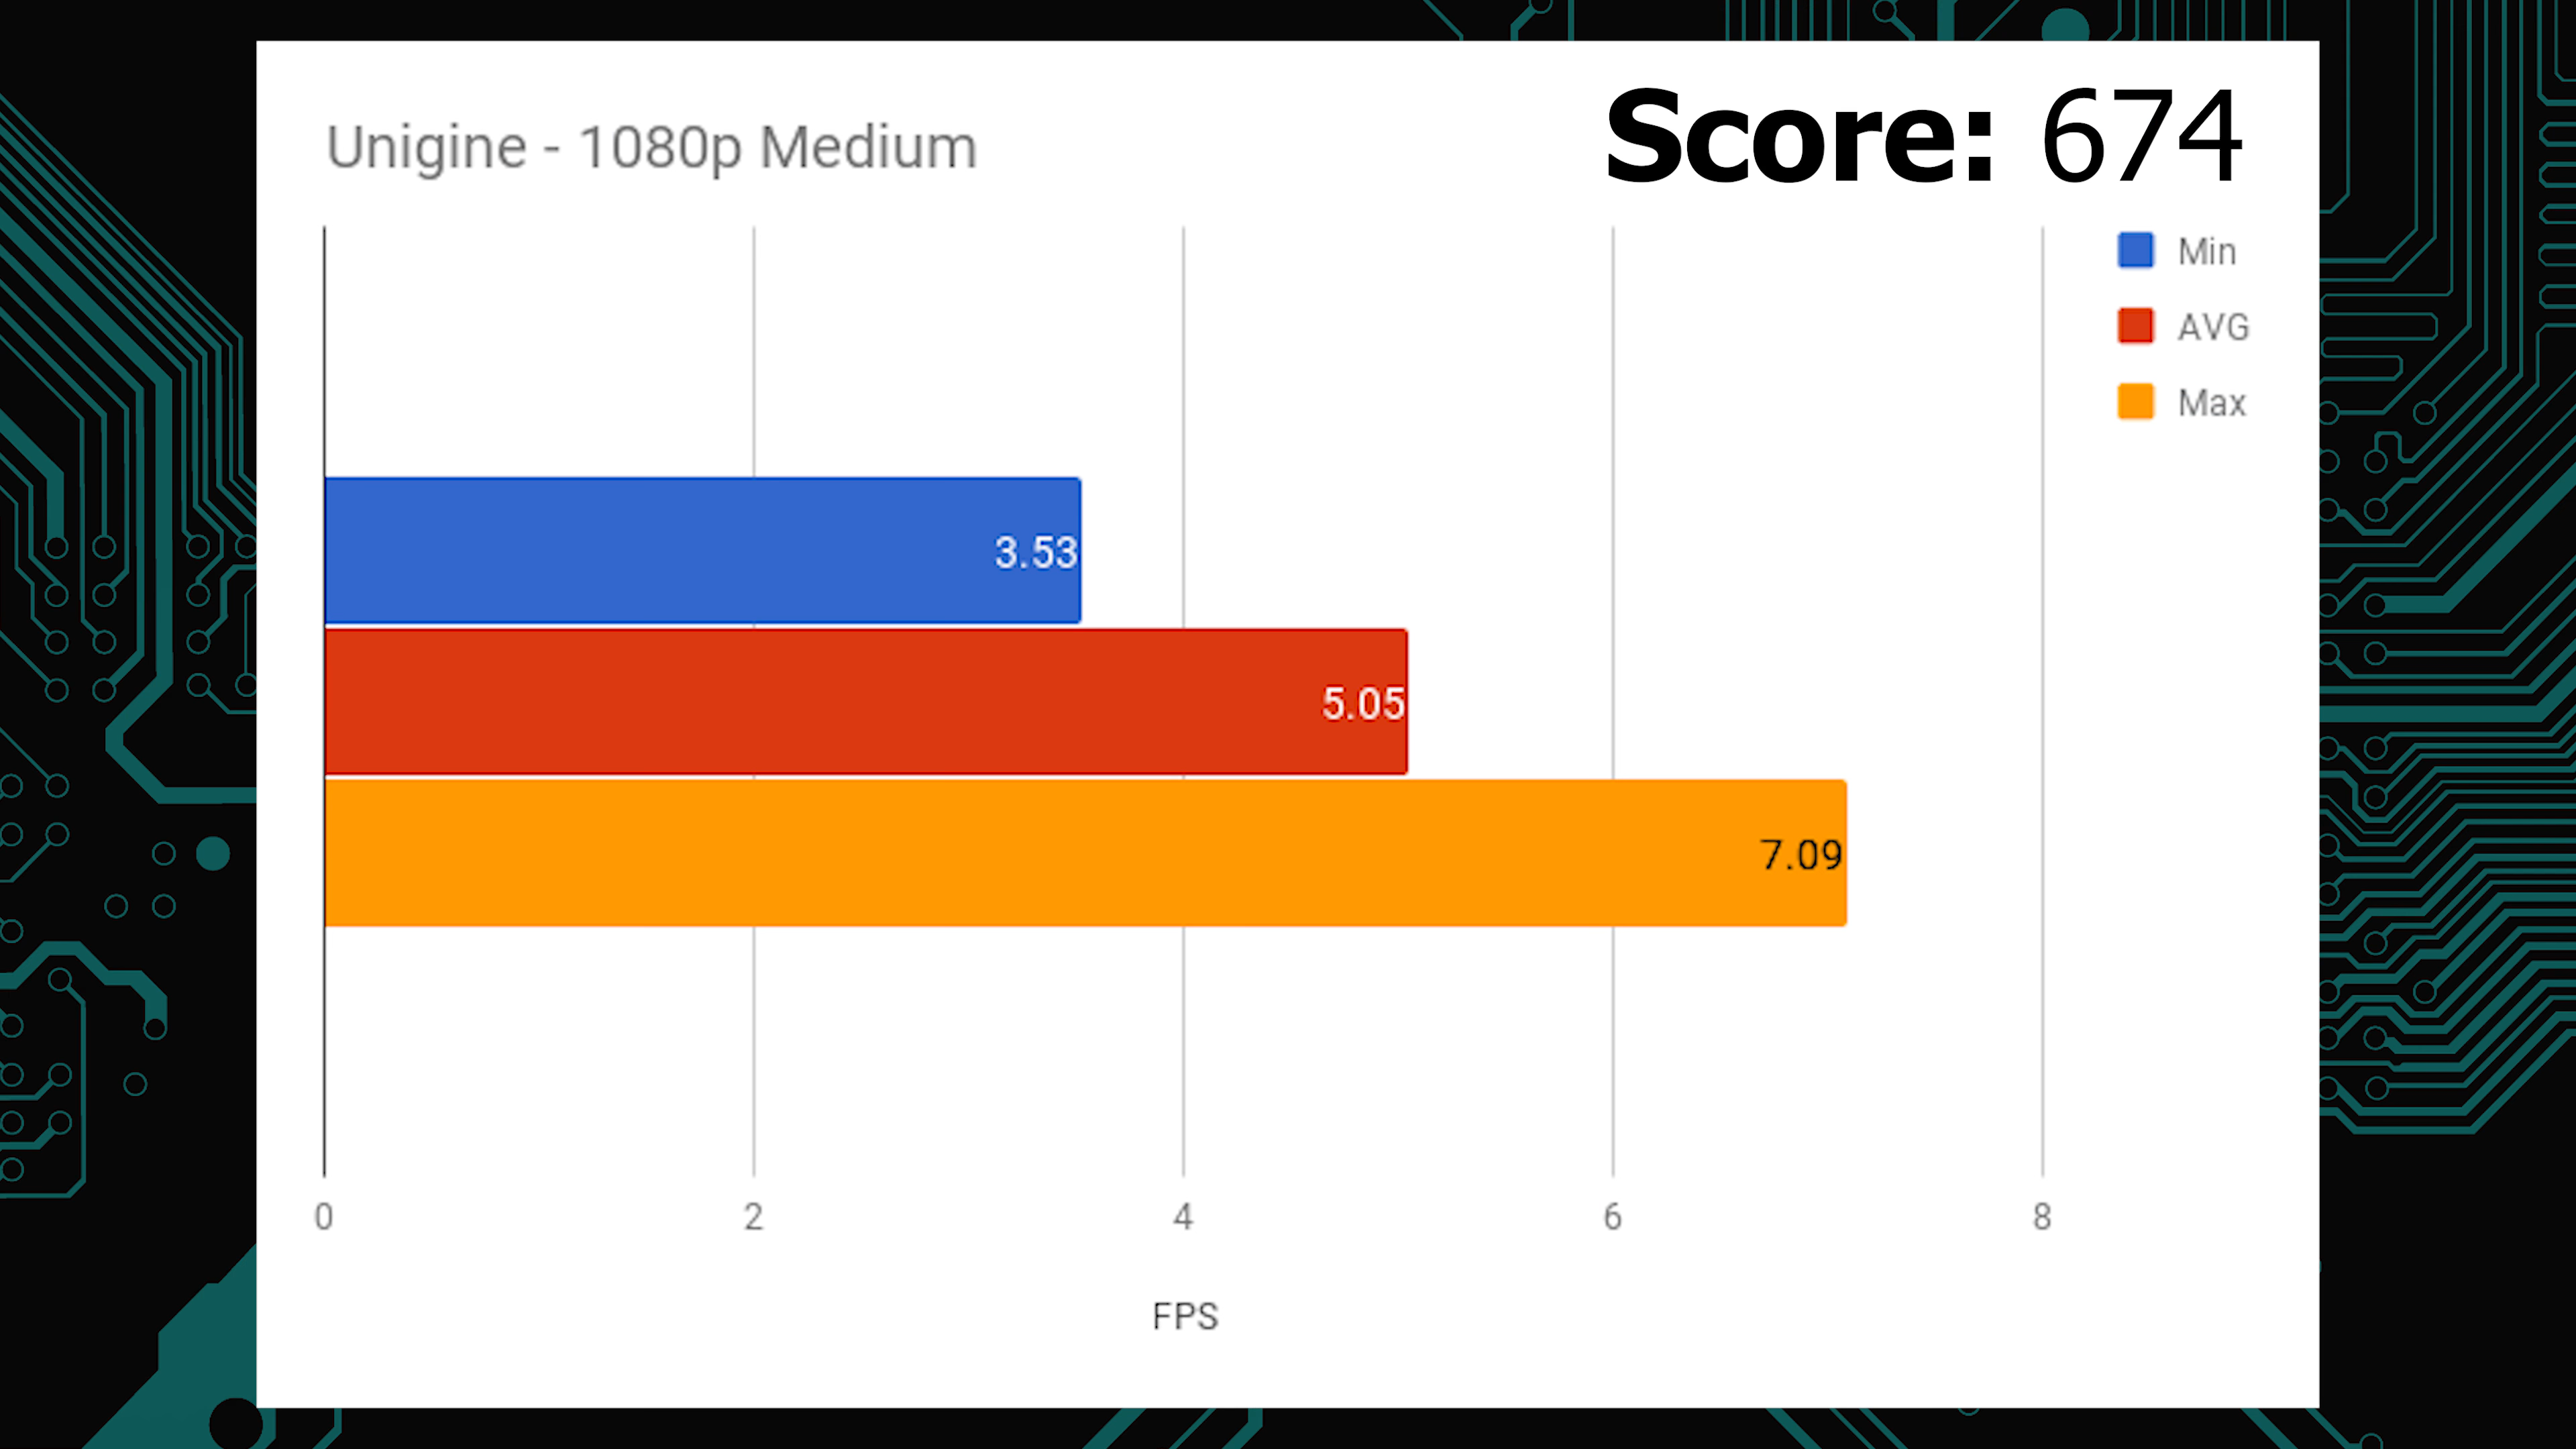 Unigine - 1080p Medium
Score: 674
Min
AVG
Max
3.53
5.05
7.09
0 2 4 6 8
FPS